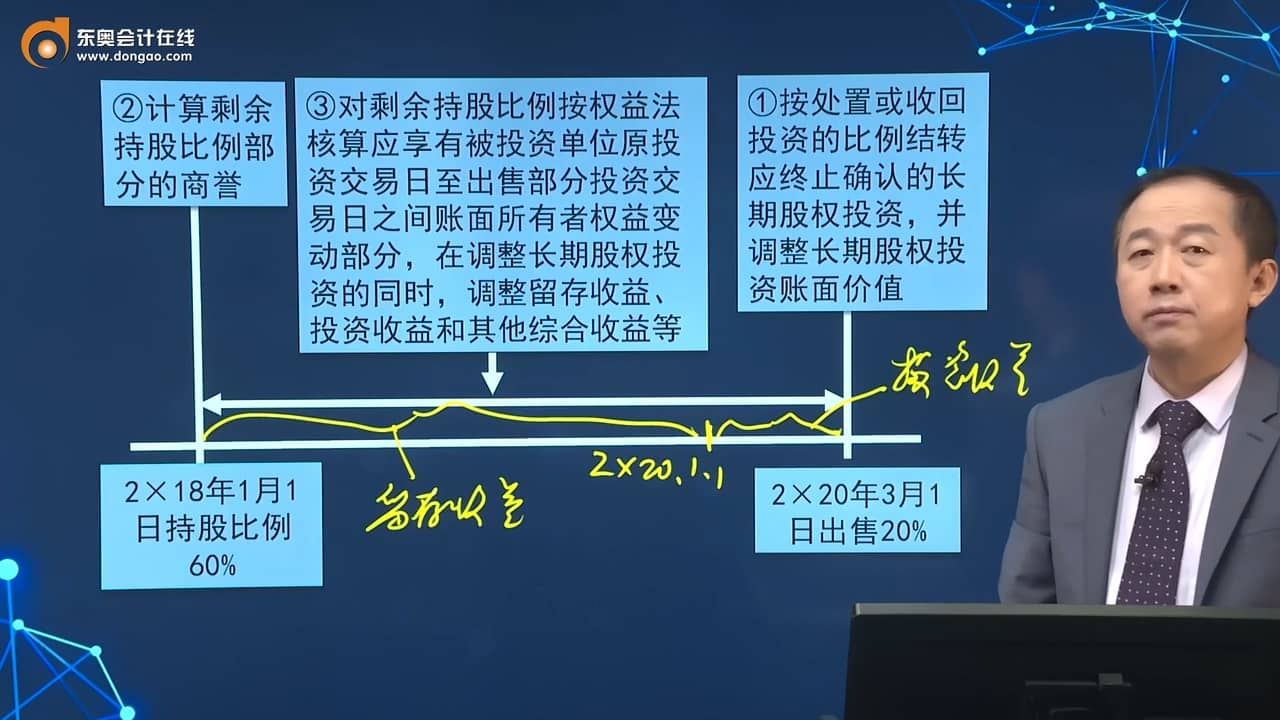 东奥会计在线
www.dongao.com
②计算剩余
持股比例部
分的商誉
③对剩余持股比例按权益法
核算应享有被投资单位原投
资交易日至出售部分投资交
易日之间账面所有者权益变
动部分，在调整长期股权投
资的同时，调整留存收益、
投资收益和其他综合收益等
①按处置或收回
投资的比例结转
应终止确认的长
期股权投资，并
调整长期股权投
资账面价值
投资收益
2×20.1.1
留存收益
2×18年1月1
日持股比例
60%
2×20年3月1
日出售20%